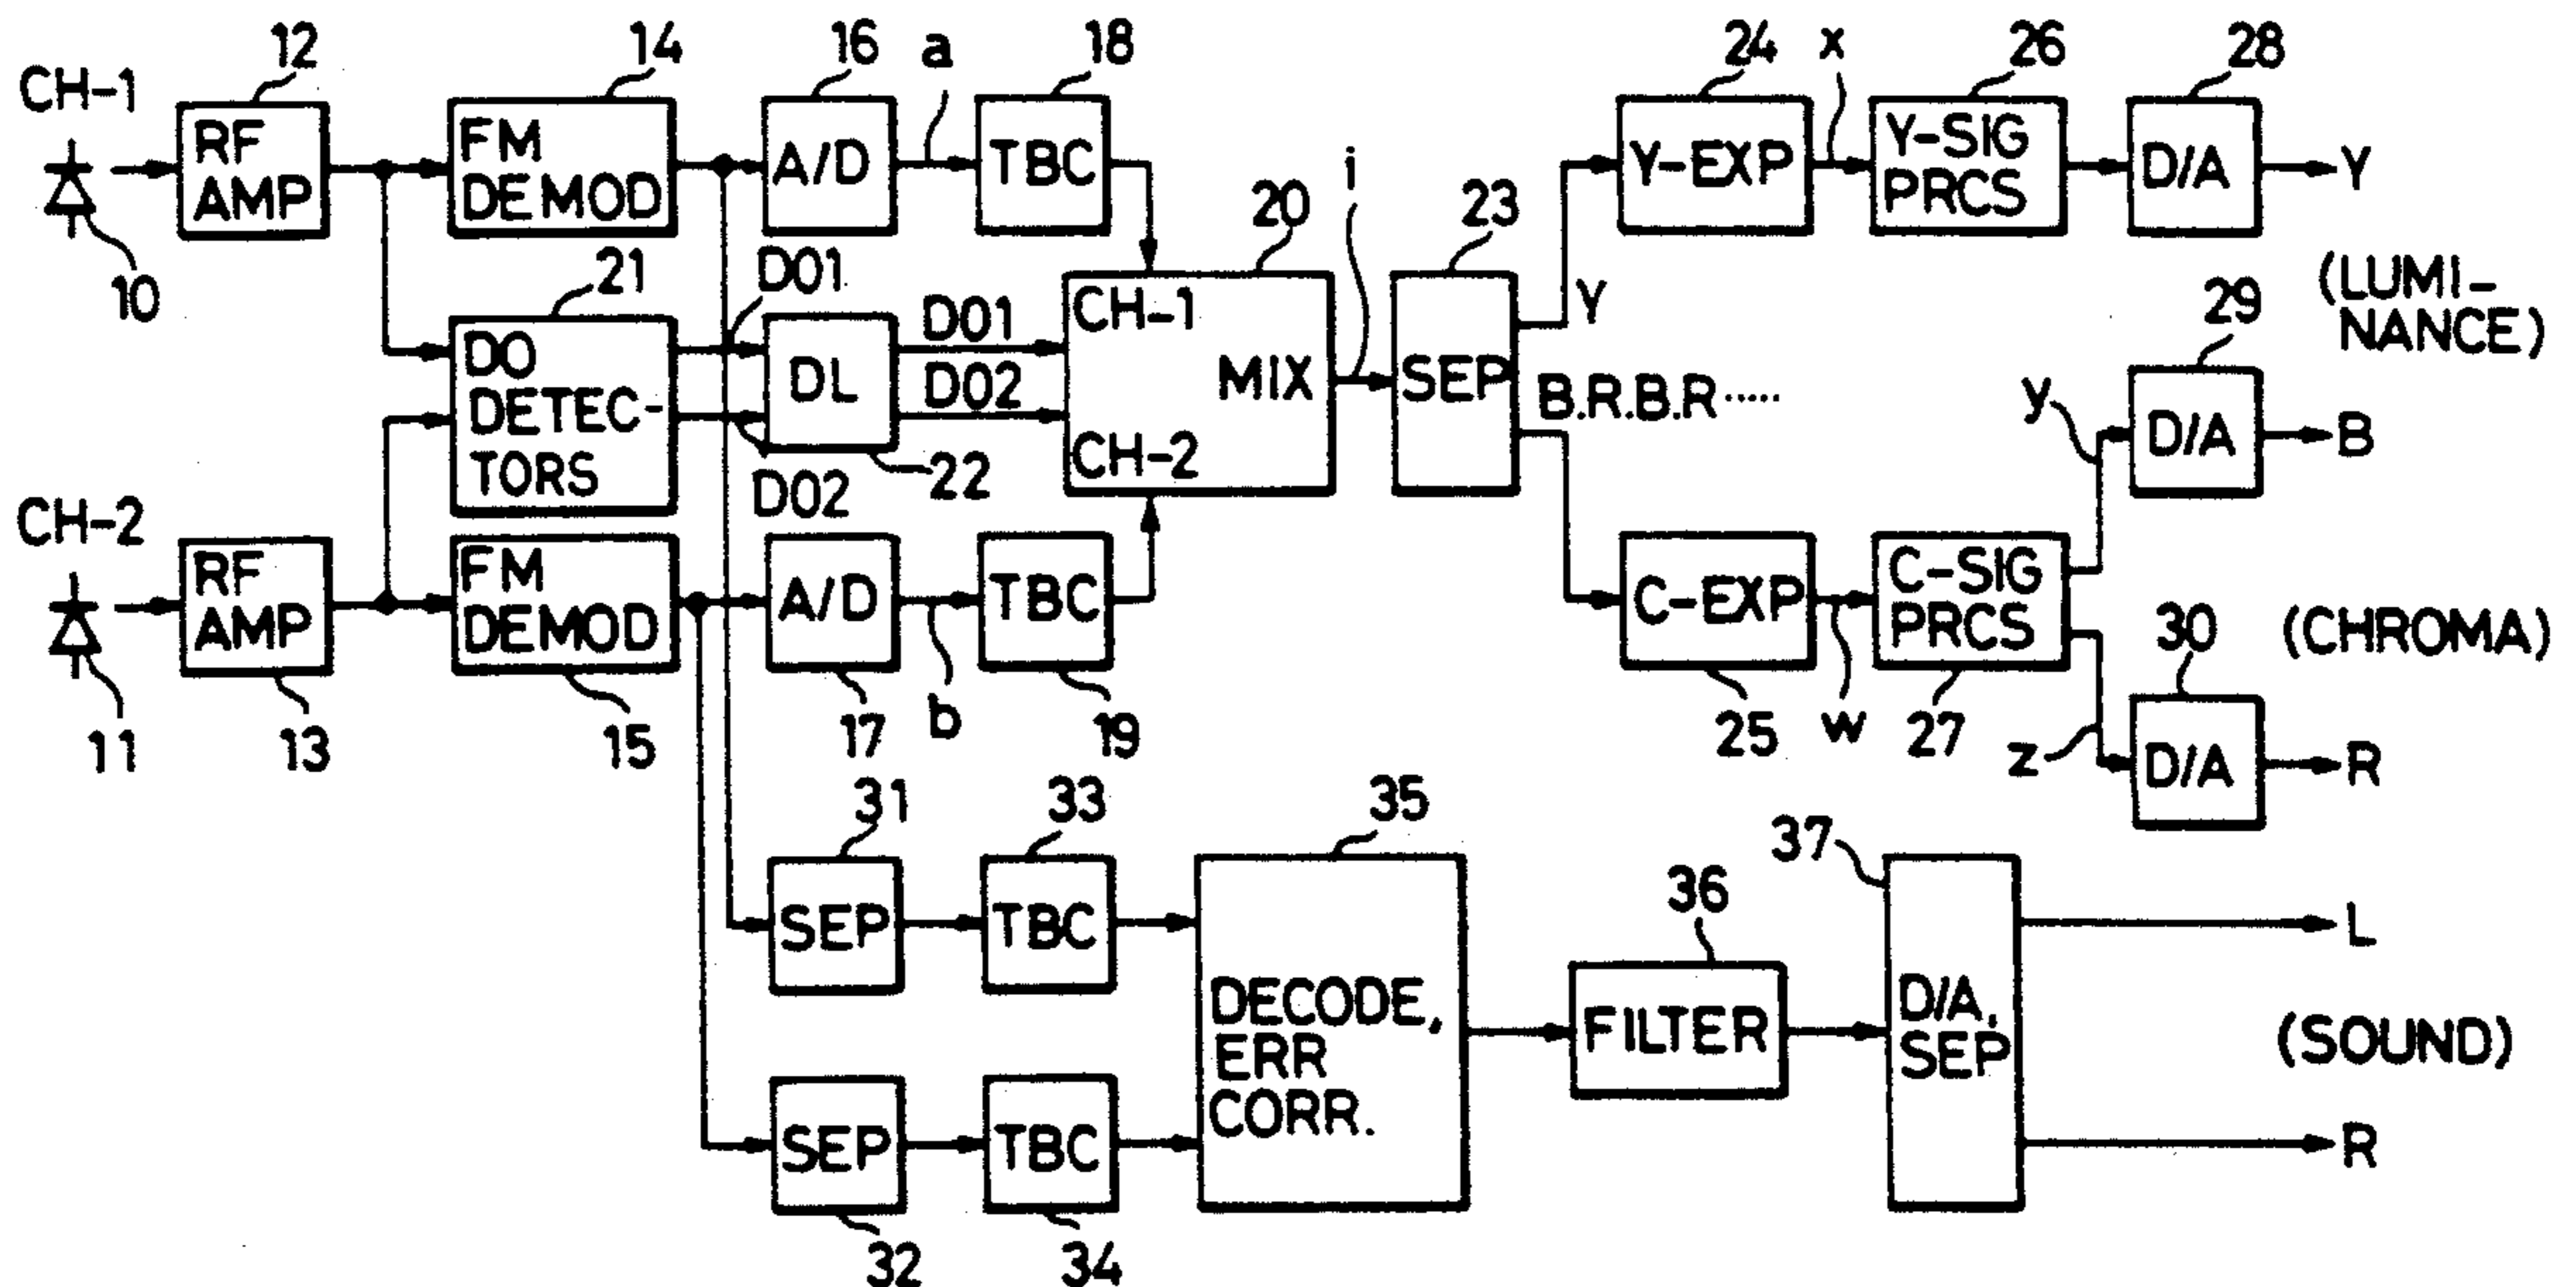 CH-1
10
12
RF
AMP
14
FM
DEMOD
16
A/D
a
18
TBC
21
DO
DETEC-
TORS
D01
D02
DL
22
D01
D02
20
CH-1
MIX
CH-2
i
23
SEP
Y
B.R.B.R.....
24
Y-EXP
x
26
Y-SIG
PRCS
28
D/A
Y
(LUMI-
NANCE)
CH-2
11
RF
AMP
13
FM
DEMOD
15
A/D
17
b
TBC
19
C-EXP
25
w
C-SIG
PRCS
27
y
29
D/A
B
(CHROMA)
z
30
D/A
R
31
SEP
33
TBC
35
DECODE,
ERR
CORR.
36
FILTER
37
D/A,
SEP
L
(SOUND)
R
SEP
32
TBC
34